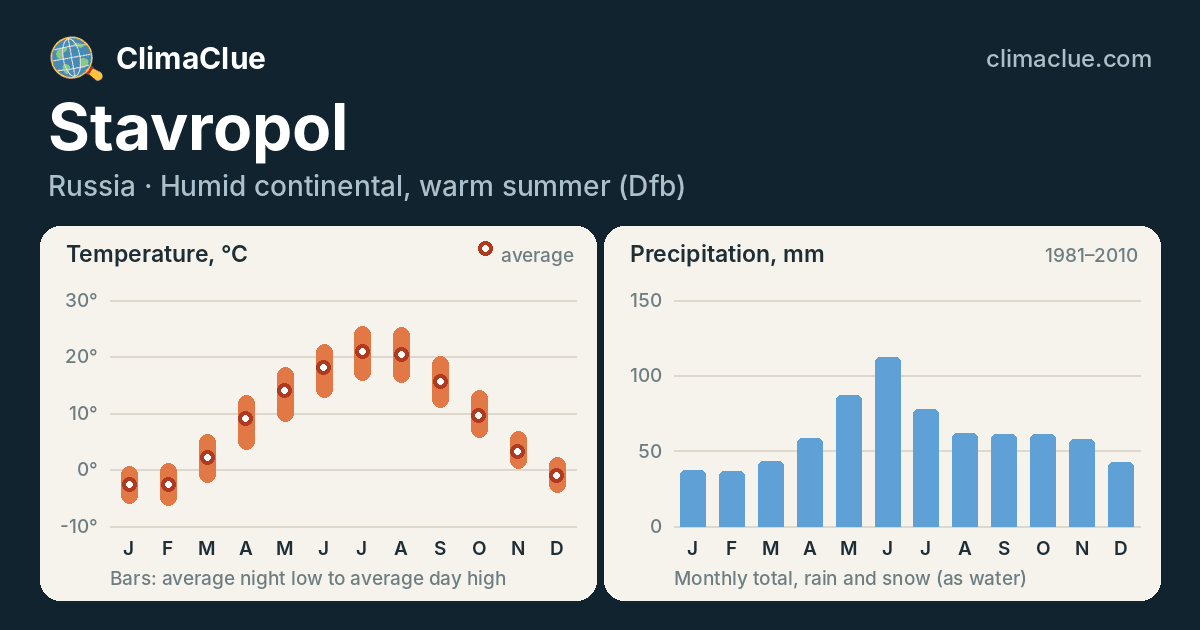 ClimaClue
climaclue.com
Stavropol
Russia · Humid continental, warm summer (Dfb)
Temperature, °C
average
30°
20°
10°
0°
-10°
J F M A M J J A S O N D
Bars: average night low to average day high
Precipitation, mm
1981–2010
150
100
50
0
J F M A M J J A S O N D
Monthly total, rain and snow (as water)